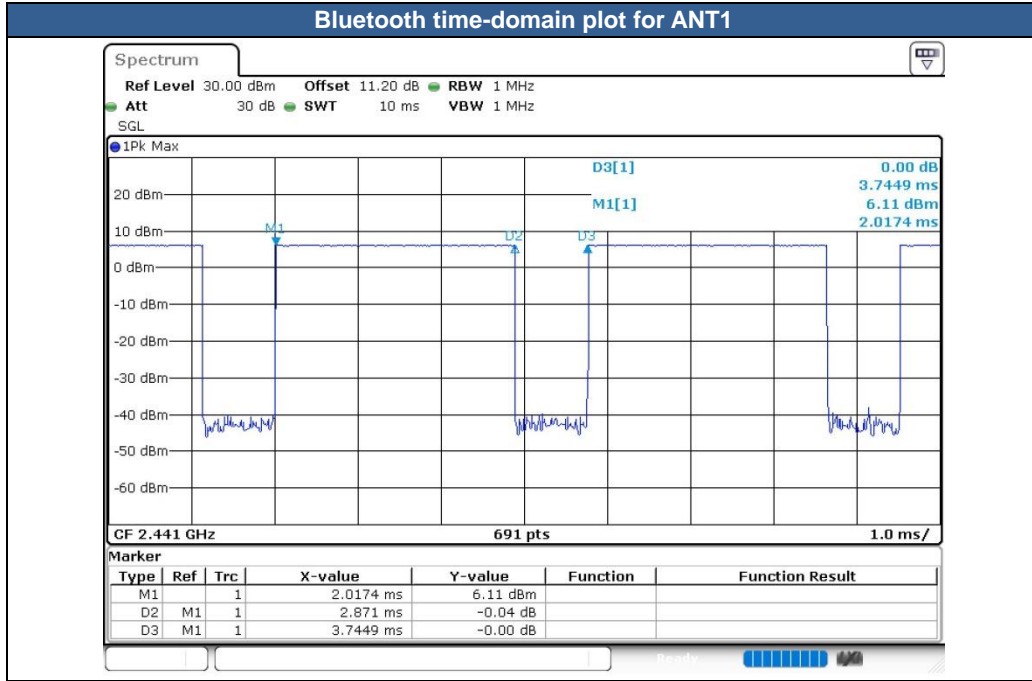 Bluetooth time-domain plot for ANT1
Spectrum
Ref Level 30.00 dBm Offset 11.20 dB RBW 1 MHz
Att 30 dB SWT 10 ms VBW 1 MHz
SGL
1Pk Max
D3[1] 0.00 dB
3.7449 ms
M1[1] 6.11 dBm
2.0174 ms
20 dBm
10 dBm
M1
D2
D3
0 dBm
-10 dBm
-20 dBm
-30 dBm
-40 dBm
-50 dBm
-60 dBm
CF 2.441 GHz 691 pts 1.0 ms/
Marker
Type Ref Trc X-value Y-value Function Function Result
M1 1 2.0174 ms 6.11 dBm
D2 M1 1 2.871 ms -0.04 dB
D3 M1 1 3.7449 ms -0.00 dB
Ready